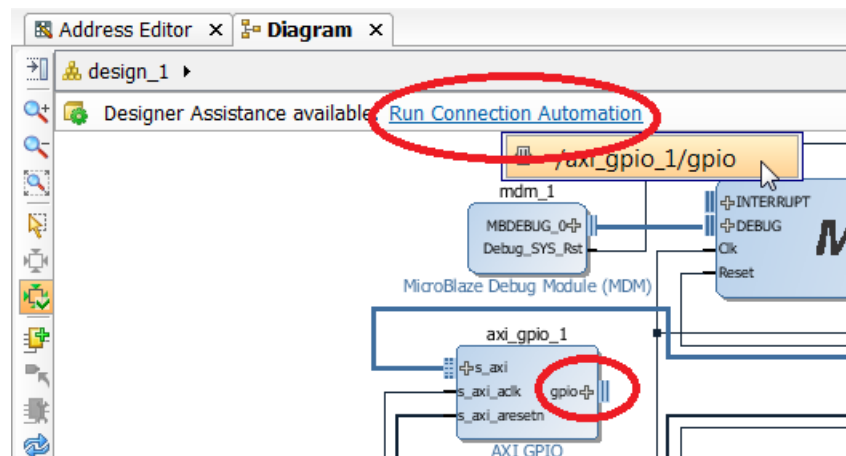 Address Editor × Diagram ×
design_1
Designer Assistance available. Run Connection Automation
/axi_gpio_1/gpio
mdm_1
MBDEBUG_0
Debug_SYS_Rst
MicroBlaze Debug Module (MDM)
INTERRUPT
DEBUG
Clk
Reset
M
axi_gpio_1
s_axi
s_axi_aclk gpio
s_axi_aresetn
AXI GPIO